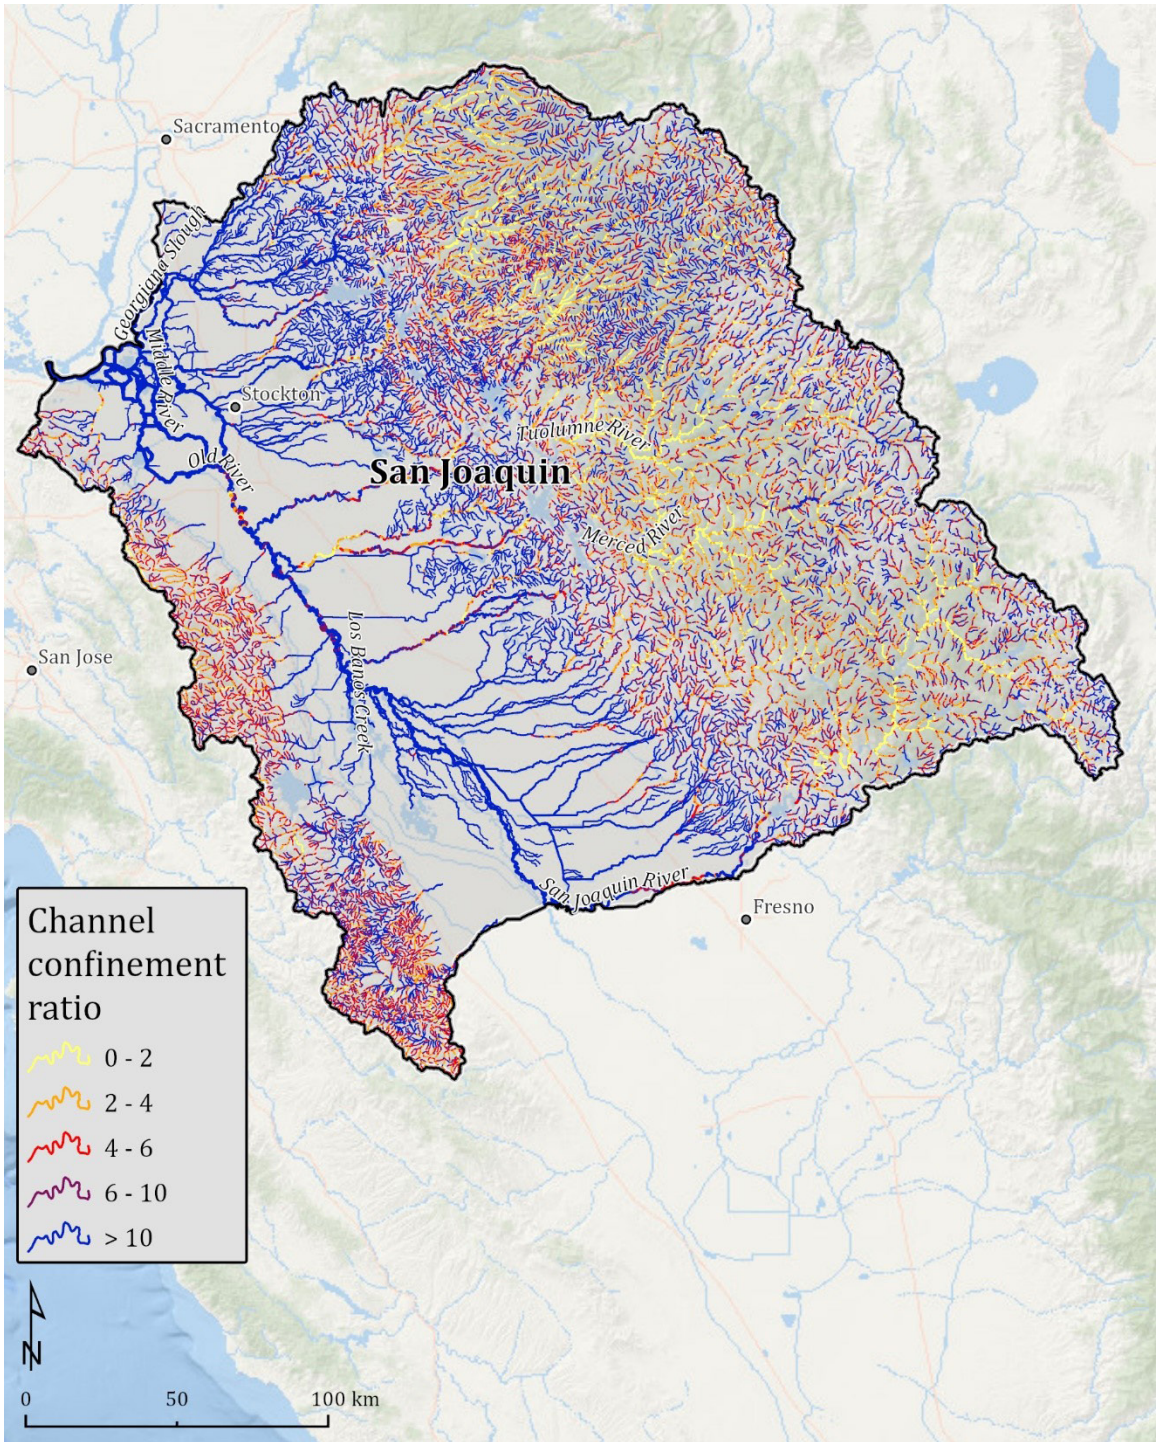 Sacramento
Georgiana Slough
Middle River
Stockton
Old River
Tuolumne River
San Joaquin
Merced River
Los Banos Creek
San Jose
San Joaquin River
Fresno
Channel
confinement
ratio
0 - 2
2 - 4
4 - 6
6 - 10
> 10
N
0 50 100 km